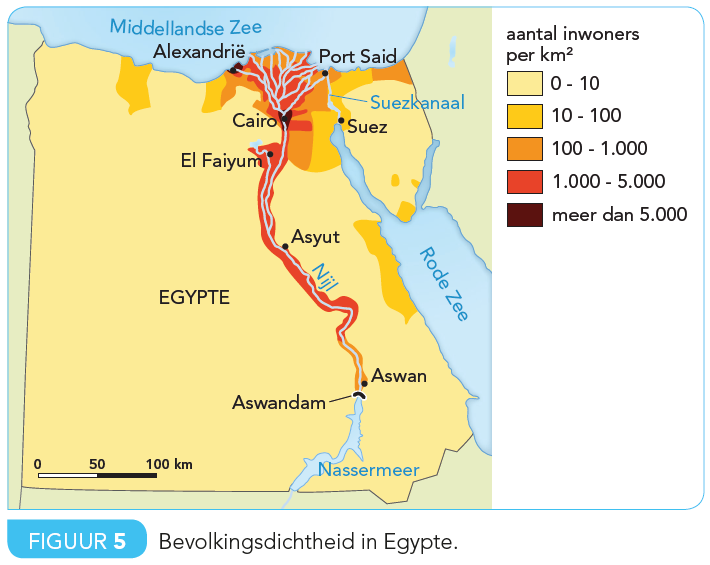 Middellandse Zee
Alexandrië
Port Said
Suezkanaal
Cairo
Suez
El Faiyum
Asyut
Nijl
Rode Zee
EGYPTE
Aswan
Aswandam
Nassermeer
0 50 100 km
aantal inwoners
per km²
0 - 10
10 - 100
100 - 1.000
1.000 - 5.000
meer dan 5.000
FIGUUR 5 Bevolkingsdichtheid in Egypte.